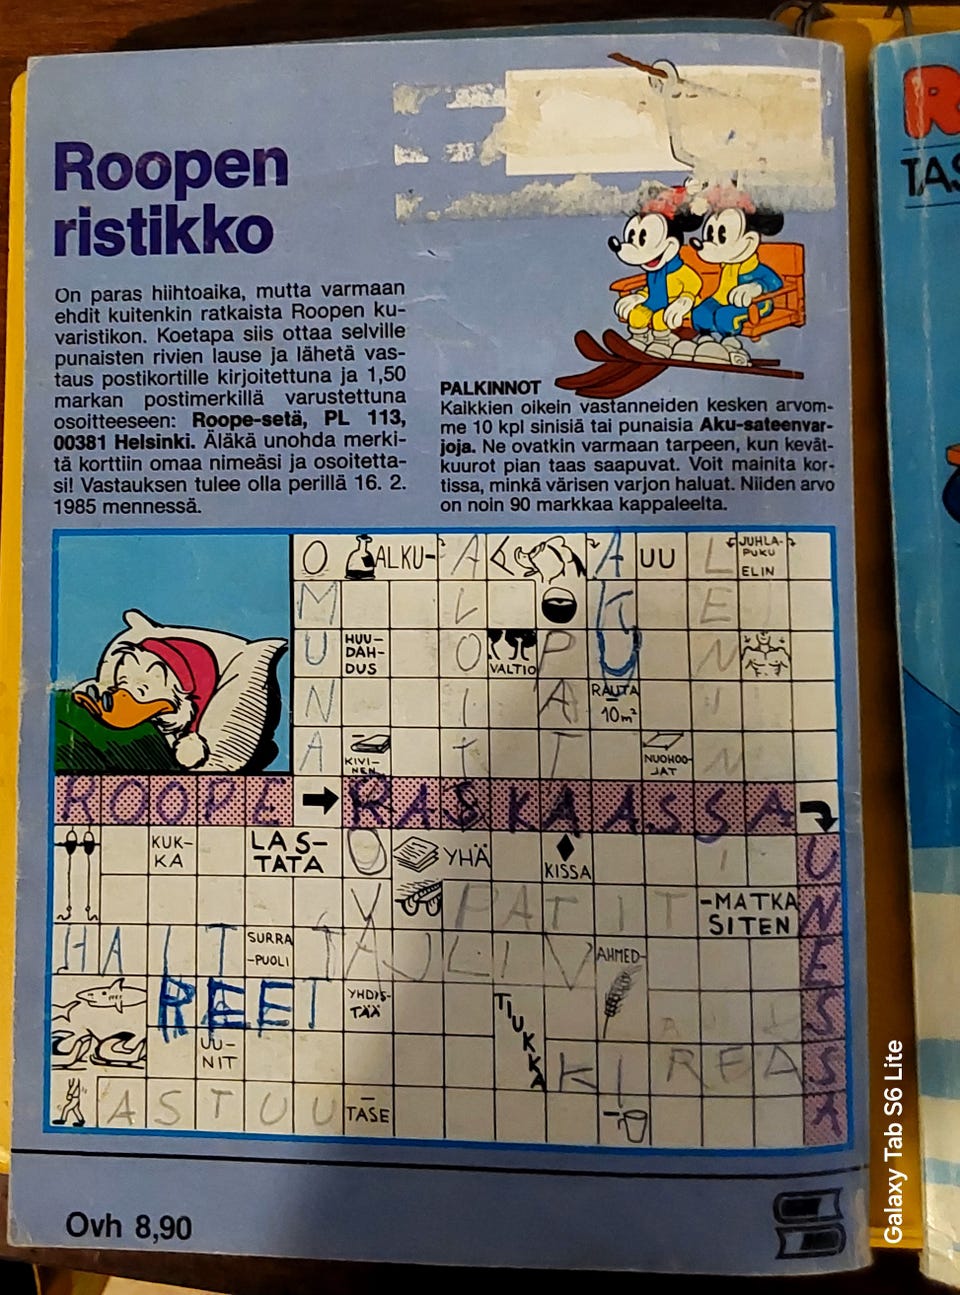 Roopen
ristikko
On paras hiihtoaika, mutta varmaan
ehdit kuitenkin ratkaista Roopen ku-
varistikon. Koetapa siis ottaa selville
punaisten rivien lause ja lähetä vas-
taus postikortille kirjoitettuna ja 1,50
markan postimerkillä varustettuna
osoitteeseen: Roope-setä, PL 113,
00381 Helsinki. Äläkä unohda merki-
tä korttiin omaa nimeäsi ja osoitetta-
si! Vastauksen tulee olla perillä 16. 2.
1985 mennessä.
PALKINNOT
Kaikkien oikein vastanneiden kesken arvom-
me 10 kpl sinisiä tai punaisia Aku-sateenvar-
joja. Ne ovatkin varmaan tarpeen, kun kevät-
kuurot pian taas saapuvat. Voit mainita kor-
tissa, minkä värisen varjon haluat. Niiden arvo
on noin 90 markkaa kappaleelta.
O ALKU- A A UU L JUHLA-
PUKU
ELIN
M L K E
U HUU-
DAH-
DUS O VALTIO P U N
N I A RAUTA
–
10m² I
A KIVI-
NEN T T NUOHOO-
JAT N
ROOPE RASKAASSA
KUK-
KA LAS-
TATA O YHÄ KISSA I U
V PATIT -MATKA
SITEN N
HAIT SURRA
-PUOLI TAJLIV AHMED- E
REET YHDIS-
TÄÄ TIUKKA S
UU-
NIT KIREÄ S
ASTUU –
TASE – A
Ovh 8,90
R
TAS
Galaxy Tab S6 Lite